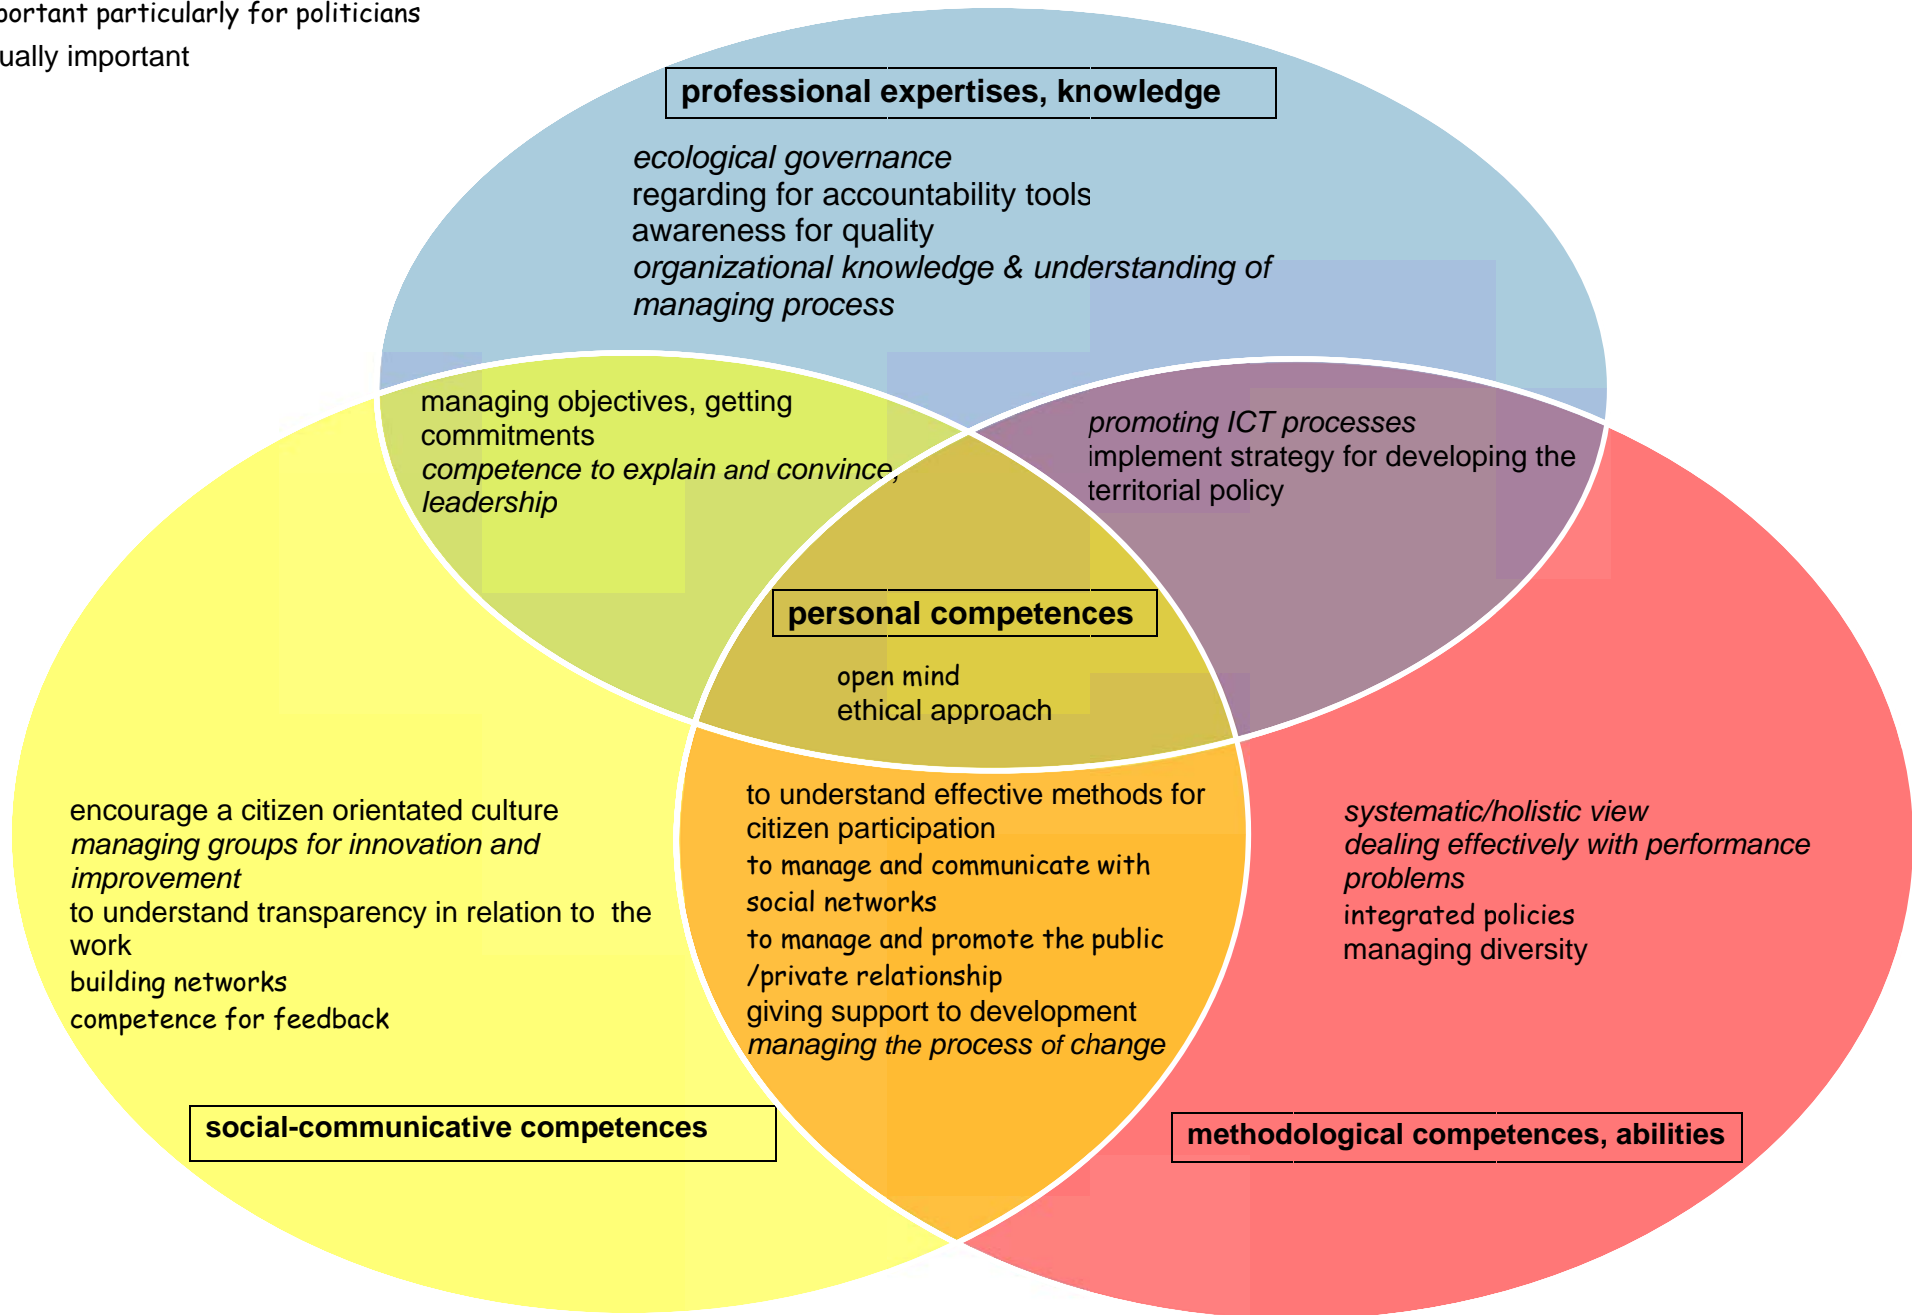 portant particularly for politicians
ually important
professional expertises, knowledge
ecological governance
regarding for accountability tools
awareness for quality
organizational knowledge & understanding of
managing process
managing objectives, getting
commitments
competence to explain and convince,
leadership
promoting ICT processes
implement strategy for developing the
territorial policy
personal competences
open mind
ethical approach
encourage a citizen orientated culture
managing groups for innovation and
improvement
to understand transparency in relation to  the
work
building networks
competence for feedback
to understand effective methods for
citizen participation
to manage and communicate with
social networks
to manage and promote the public
/private relationship
giving support to development
managing the process of change
systematic/holistic view
dealing effectively with performance
problems
integrated policies
managing diversity
social-communicative competences
methodological competences, abilities